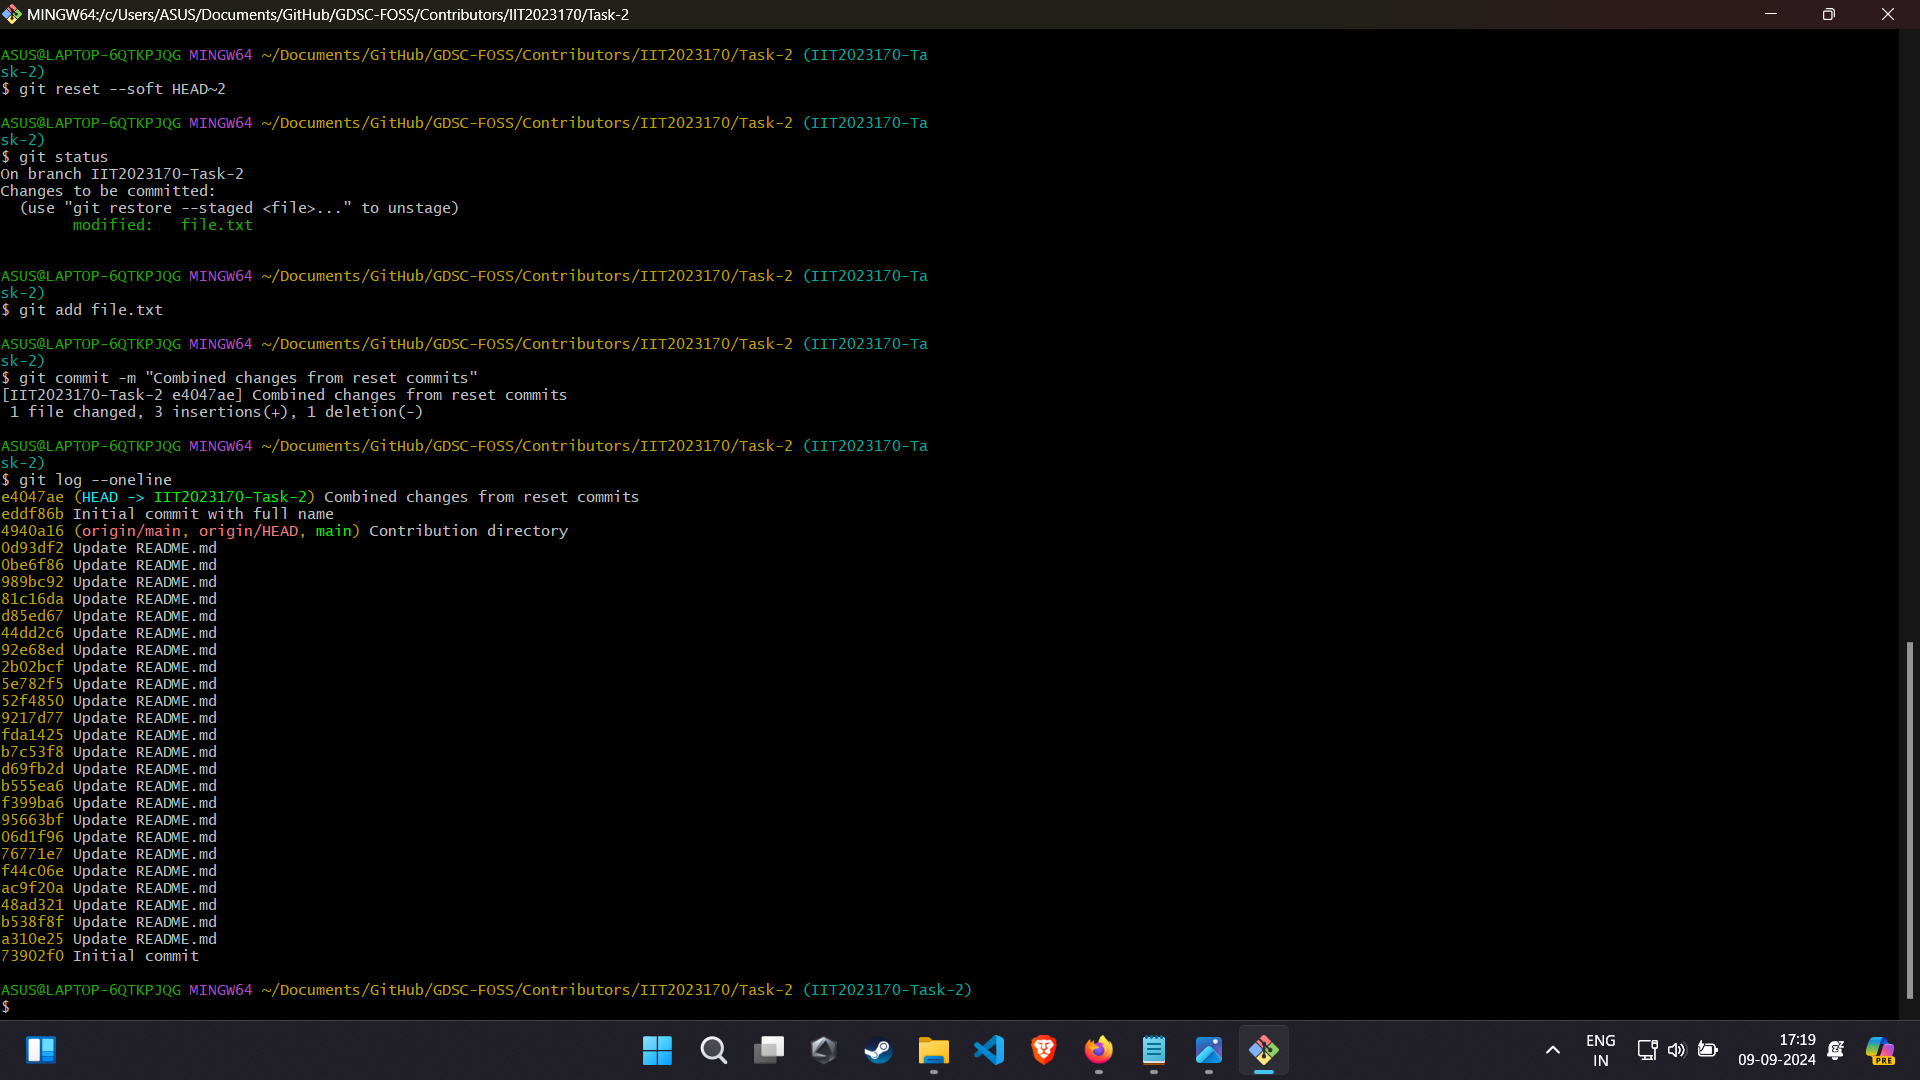 MINGW64:/c/Users/ASUS/Documents/GitHub/GDSC-FOSS/Contributors/IIT2023170/Task-2
ASUS@LAPTOP-6QTKPJQG MINGW64 ~/Documents/GitHub/GDSC-FOSS/Contributors/IIT2023170/Task-2 (IIT2023170-Ta
sk-2)
$ git reset --soft HEAD~2
ASUS@LAPTOP-6QTKPJQG MINGW64 ~/Documents/GitHub/GDSC-FOSS/Contributors/IIT2023170/Task-2 (IIT2023170-Ta
sk-2)
$ git status
On branch IIT2023170-Task-2
Changes to be committed:
  (use "git restore --staged <file>..." to unstage)
        modified:   file.txt
ASUS@LAPTOP-6QTKPJQG MINGW64 ~/Documents/GitHub/GDSC-FOSS/Contributors/IIT2023170/Task-2 (IIT2023170-Ta
sk-2)
$ git add file.txt
ASUS@LAPTOP-6QTKPJQG MINGW64 ~/Documents/GitHub/GDSC-FOSS/Contributors/IIT2023170/Task-2 (IIT2023170-Ta
sk-2)
$ git commit -m "Combined changes from reset commits"
[IIT2023170-Task-2 e4047ae] Combined changes from reset commits
 1 file changed, 3 insertions(+), 1 deletion(-)
ASUS@LAPTOP-6QTKPJQG MINGW64 ~/Documents/GitHub/GDSC-FOSS/Contributors/IIT2023170/Task-2 (IIT2023170-Ta
sk-2)
$ git log --oneline
e4047ae (HEAD -> IIT2023170-Task-2) Combined changes from reset commits
eddf86b Initial commit with full name
4940a16 (origin/main, origin/HEAD, main) Contribution directory
0d93df2 Update README.md
0be6f86 Update README.md
989bc92 Update README.md
81c16da Update README.md
d85ed67 Update README.md
44dd2c6 Update README.md
92e68ed Update README.md
2b02bcf Update README.md
5e782f5 Update README.md
52f4850 Update README.md
9217d77 Update README.md
fda1425 Update README.md
b7c53f8 Update README.md
d69fb2d Update README.md
b555ea6 Update README.md
f399ba6 Update README.md
95663bf Update README.md
06d1f96 Update README.md
76771e7 Update README.md
f44c06e Update README.md
ac9f20a Update README.md
48ad321 Update README.md
b538f8f Update README.md
a310e25 Update README.md
73902f0 Initial commit
ASUS@LAPTOP-6QTKPJQG MINGW64 ~/Documents/GitHub/GDSC-FOSS/Contributors/IIT2023170/Task-2 (IIT2023170-Task-2)
$
ENG
IN
17:19
09-09-2024
PRE